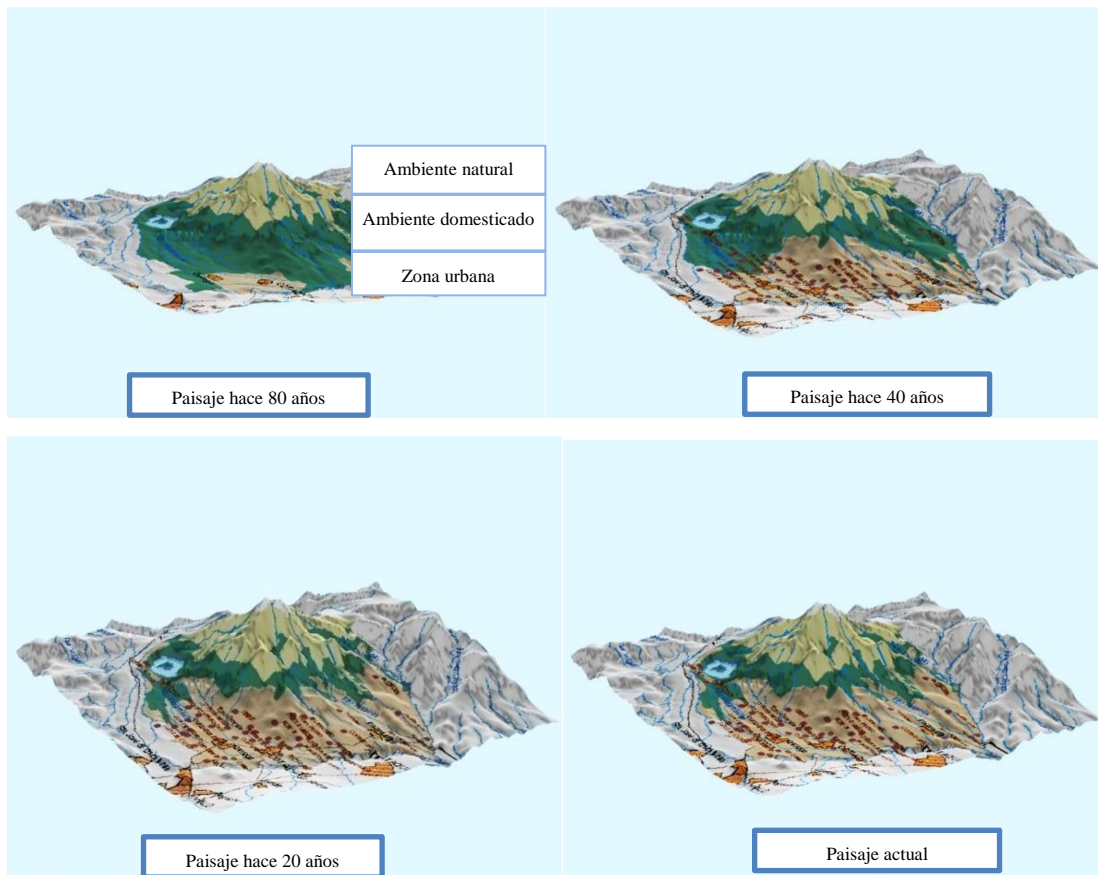 Ambiente natural
Ambiente domesticado
Zona urbana
Paisaje hace 80 años
Paisaje hace 40 años
Paisaje hace 20 años
Paisaje actual